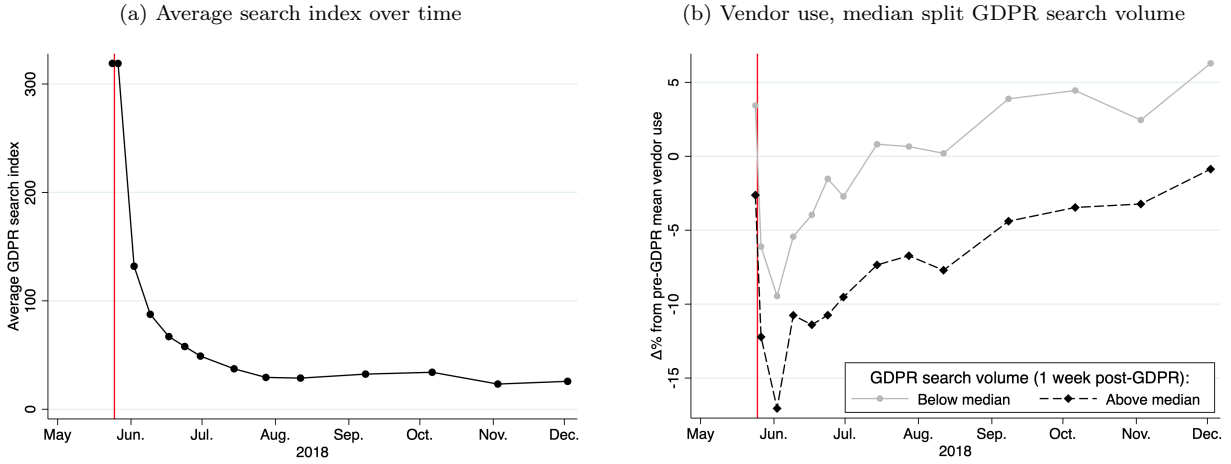 (a) Average search index over time
Average GDPR search index
300
200
100
0
May Jun. Jul. Aug. Sep. Oct. Nov. Dec.
2018
(b) Vendor use, median split GDPR search volume
Δ% from pre-GDPR mean vendor use
5
0
-5
-10
-15
GDPR search volume (1 week post-GDPR):
Below median Above median
May Jun. Jul. Aug. Sep. Oct. Nov. Dec.
2018